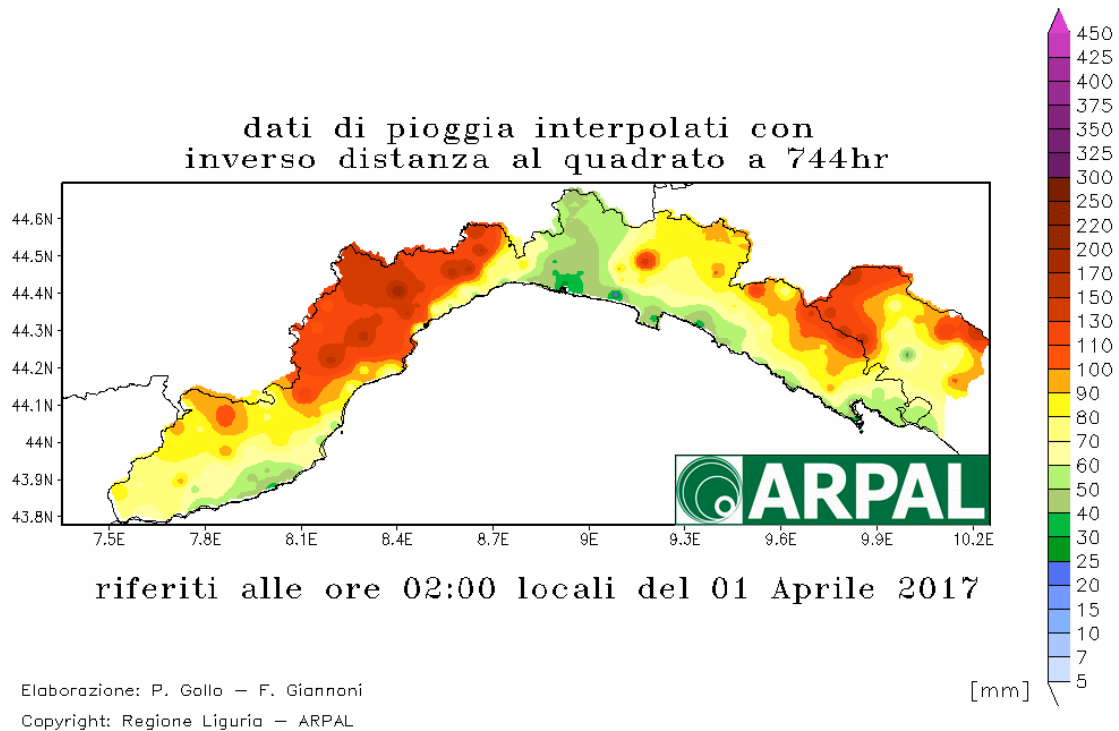 dati di pioggia interpolati con
inverso distanza al quadrato a 744hr
450
425
400
375
350
325
300
250
220
200
170
150
130
110
100
90
80
70
60
50
40
30
25
20
15
10
7
5
[mm]
44.6N
44.5N
44.4N
44.3N
44.2N
44.1N
44N
43.9N
43.8N
7.5E 7.8E 8.1E 8.4E 8.7E 9E 9.3E 9.6E 9.9E 10.2E
ARPAL
riferiti alle ore 02:00 locali del 01 Aprile 2017
Elaborazione: P. Gollo – F. Giannoni
Copyright: Regione Liguria – ARPAL